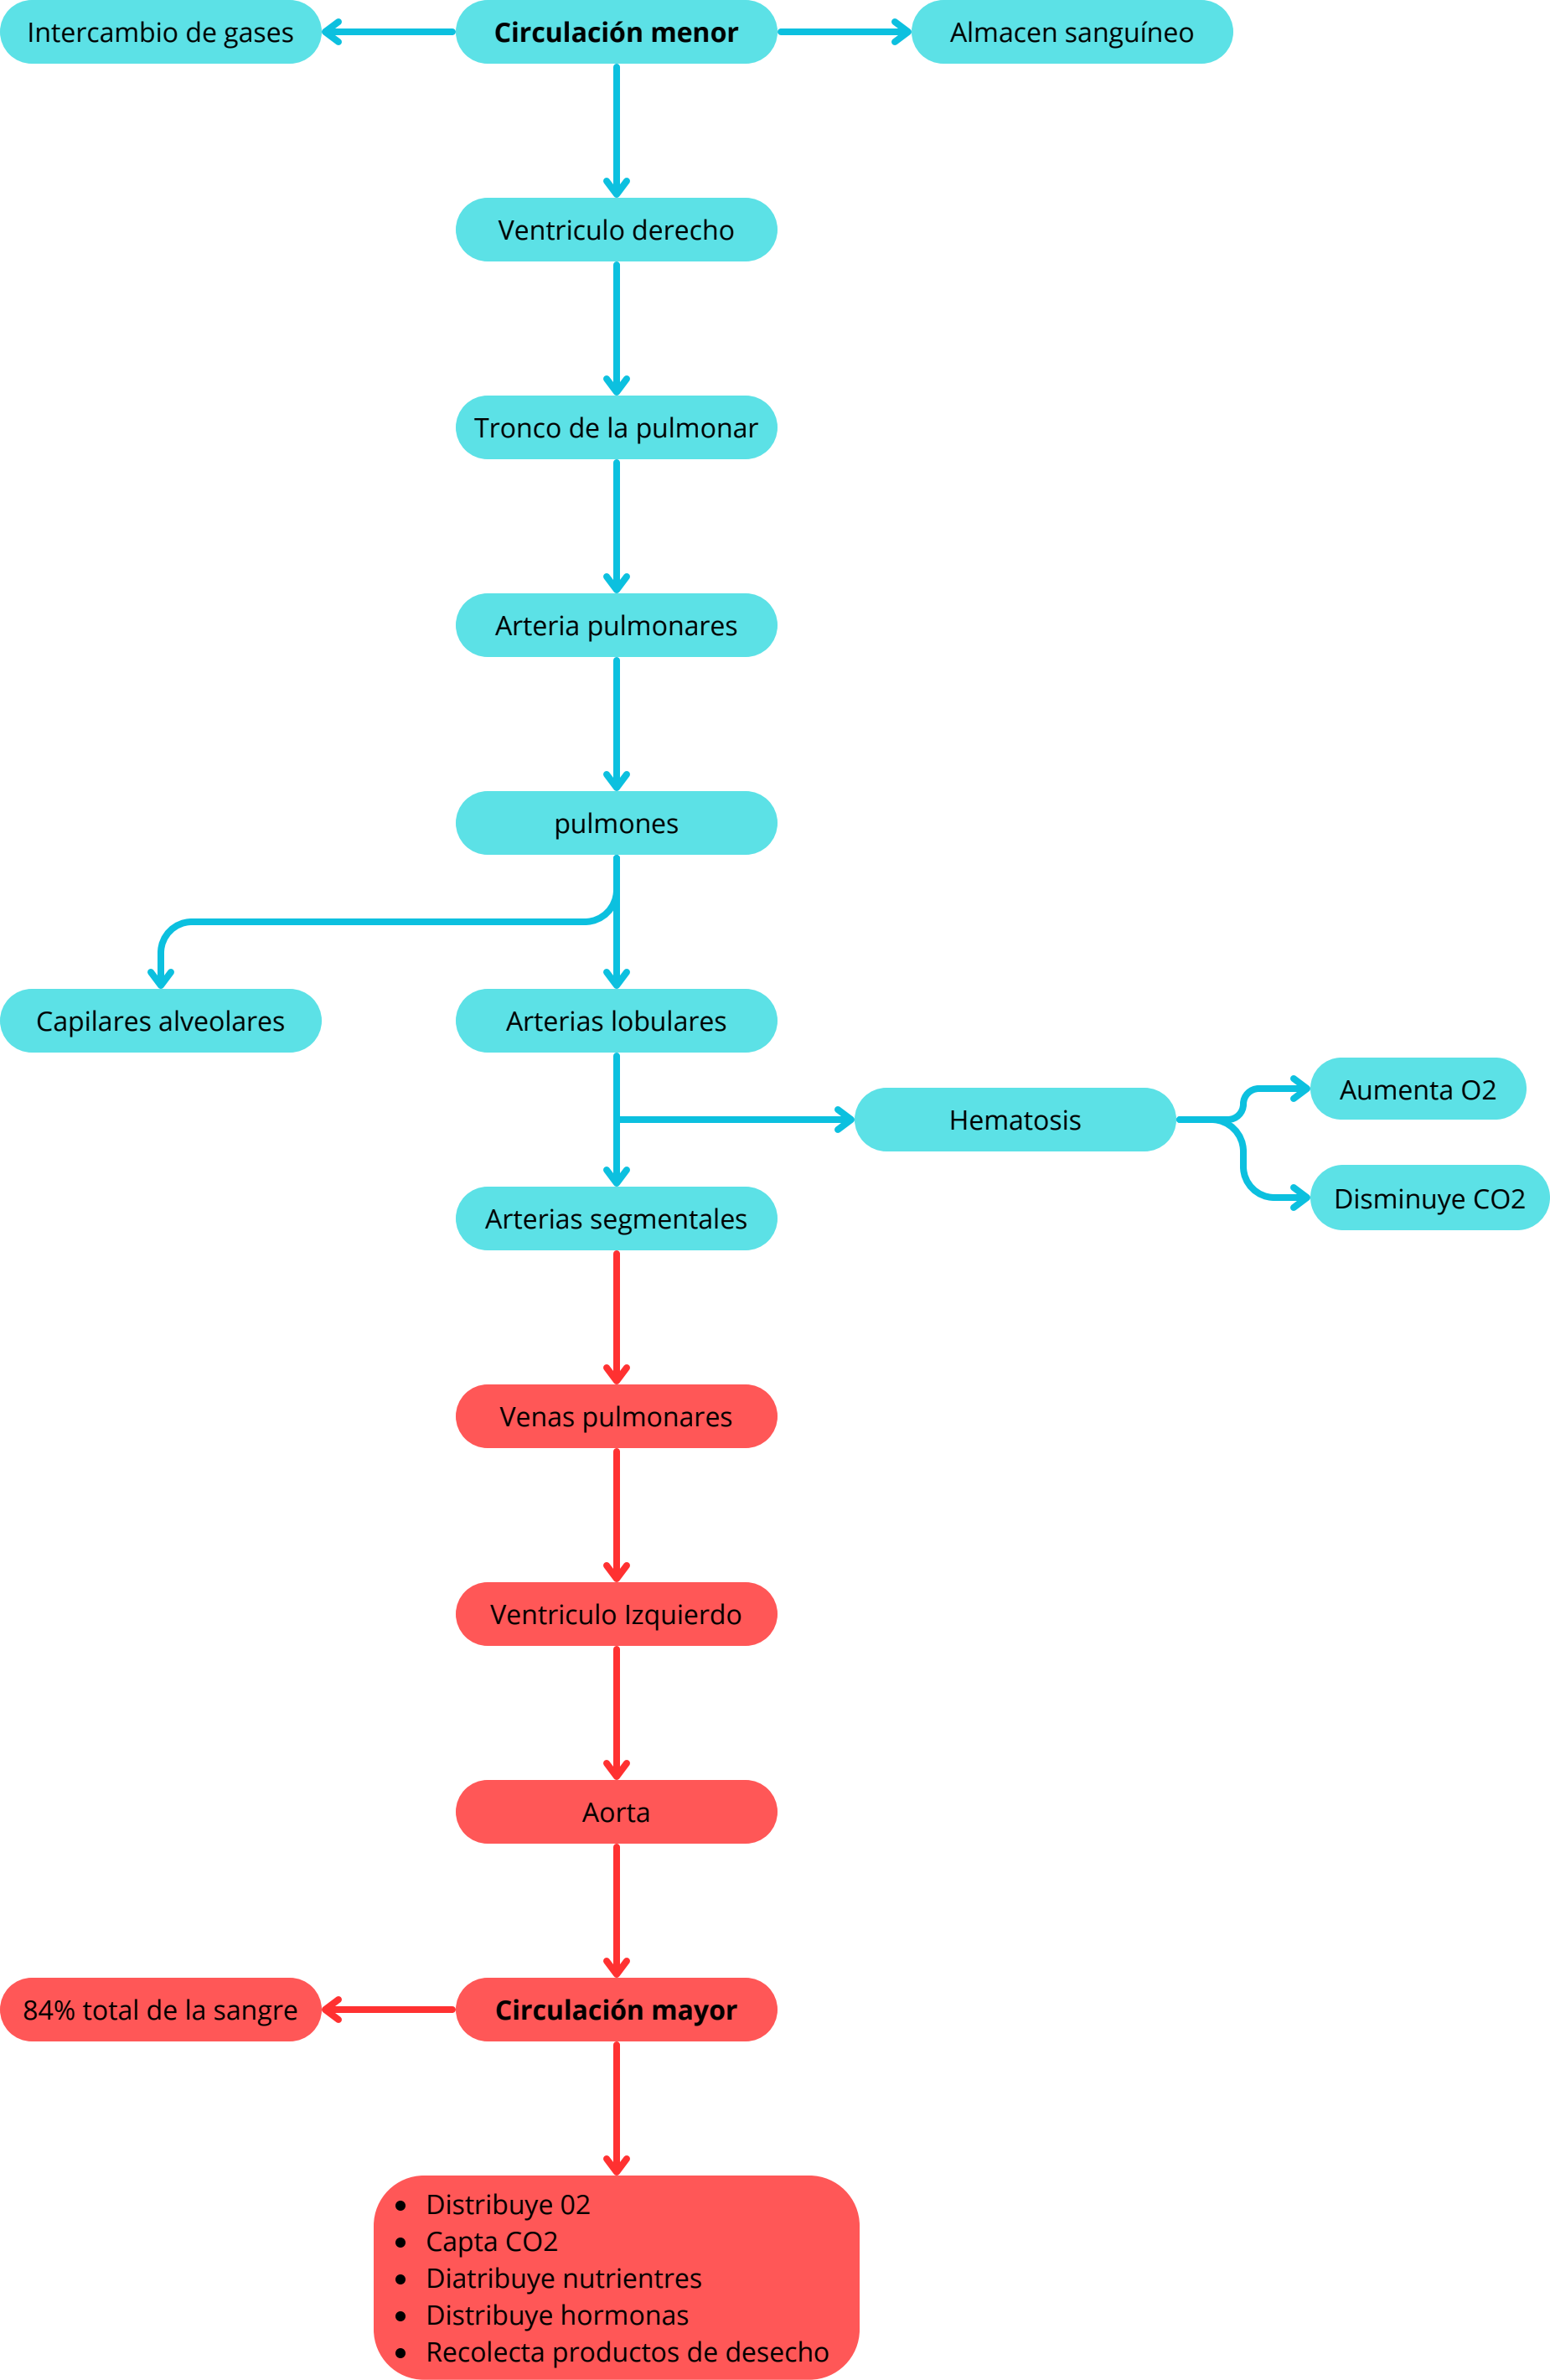 Intercambio de gases
Circulación menor
Almacen sanguíneo
Ventriculo derecho
Tronco de la pulmonar
Arteria pulmonares
pulmones
Capilares alveolares
Arterias lobulares
Hematosis
Aumenta O2
Disminuye CO2
Arterias segmentales
Venas pulmonares
Ventriculo Izquierdo
Aorta
84% total de la sangre
Circulación mayor
• Distribuye 02
• Capta CO2
• Diatribuye nutrientres
• Distribuye hormonas
• Recolecta productos de desecho